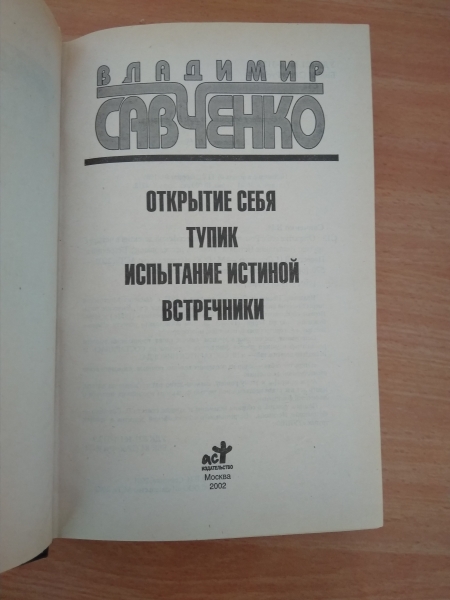 ВЛАДИМИР
САВЧЕНКО
ОТКРЫТИЕ СЕБЯ
ТУПИК
ИСПЫТАНИЕ ИСТИНОЙ
ВСТРЕЧНИКИ
аст
ИЗДАТЕЛЬСТВО
Москва
2002